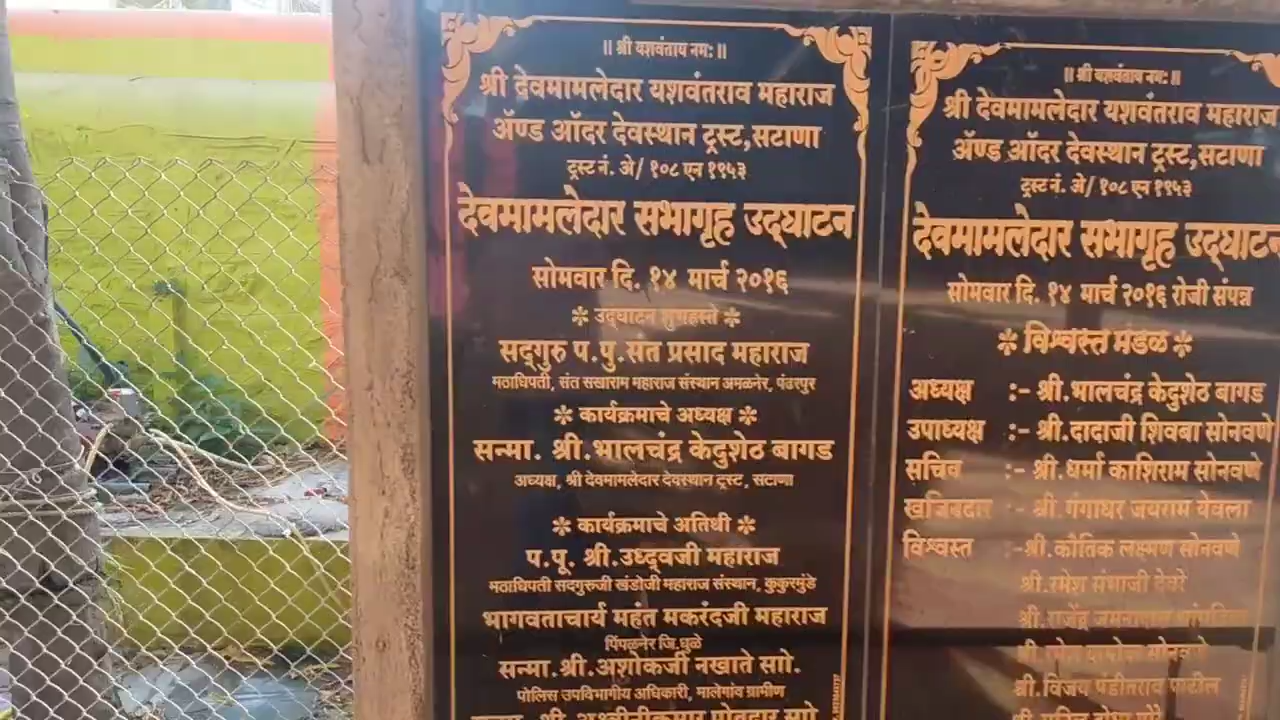 ॥ श्री यशवंताय नमः ॥
श्री देवमामलेदार यशवंतराव महाराज
ॲण्ड ऑदर देवस्थान ट्रस्ट,सटाणा
ट्रस्ट नं. अे/ १०८ एन १९५३
देवमामलेदार सभागृह उद्‌घाटन
सोमवार दि. १४ मार्च २०१६
✻ उद्‌घाटन शुभहस्ते ✻
सद्‌गुरु प.पु.संत प्रसाद महाराज
मठाधिपती, संत सखाराम महाराज संस्थान अमळनेर, पंढरपुर
✻ कार्यक्रमाचे अध्यक्ष ✻
सन्मा. श्री.भालचंद्र केदुशेठ बागड
अध्यक्ष, श्री देवमामलेदार देवस्थान ट्रस्ट, सटाणा
✻ कार्यक्रमाचे अतिथी ✻
प.पू. श्री.उध्दवजी महाराज
मठाधिपती सदगुरुजी खंडोजी महाराज संस्थान, कुकुरमुंडे
भागवताचार्य महंत मकरंदजी महाराज
पिंपळनेर जि.धुळे
सन्मा.श्री.अशोकजी नखाते साो.
पोलिस उपविभागीय अधिकारी, मालेगांव ग्रामीण
॥ श्री यशवंताय नमः ॥
श्री देवमामलेदार यशवंतराव महाराज
ॲण्ड ऑदर देवस्थान ट्रस्ट,सटाणा
ट्रस्ट नं. अे/ १०८ एन १९५३
देवमामलेदार सभागृह उद्‌घाटन
सोमवार दि. १४ मार्च २०१६ रोजी संपन्न
✻ विश्वस्त मंडळ ✻
अध्यक्ष :- श्री.भालचंद्र केदुशेठ बागड
उपाध्यक्ष :- श्री.दादाजी शिवबा सोनवणे
सचिव :- श्री.धर्मा काशिराम सोनवणे
खजिनदार :- श्री.गंगाधर जयराम येवला
विश्वस्त :-श्री.कौतिक लक्ष्मण सोनवणे
श्री.रमेश संभाजी देवरे
श्री.राजेंद्र
सोनवणे
श्री.विजय पंडीतराव पाटील